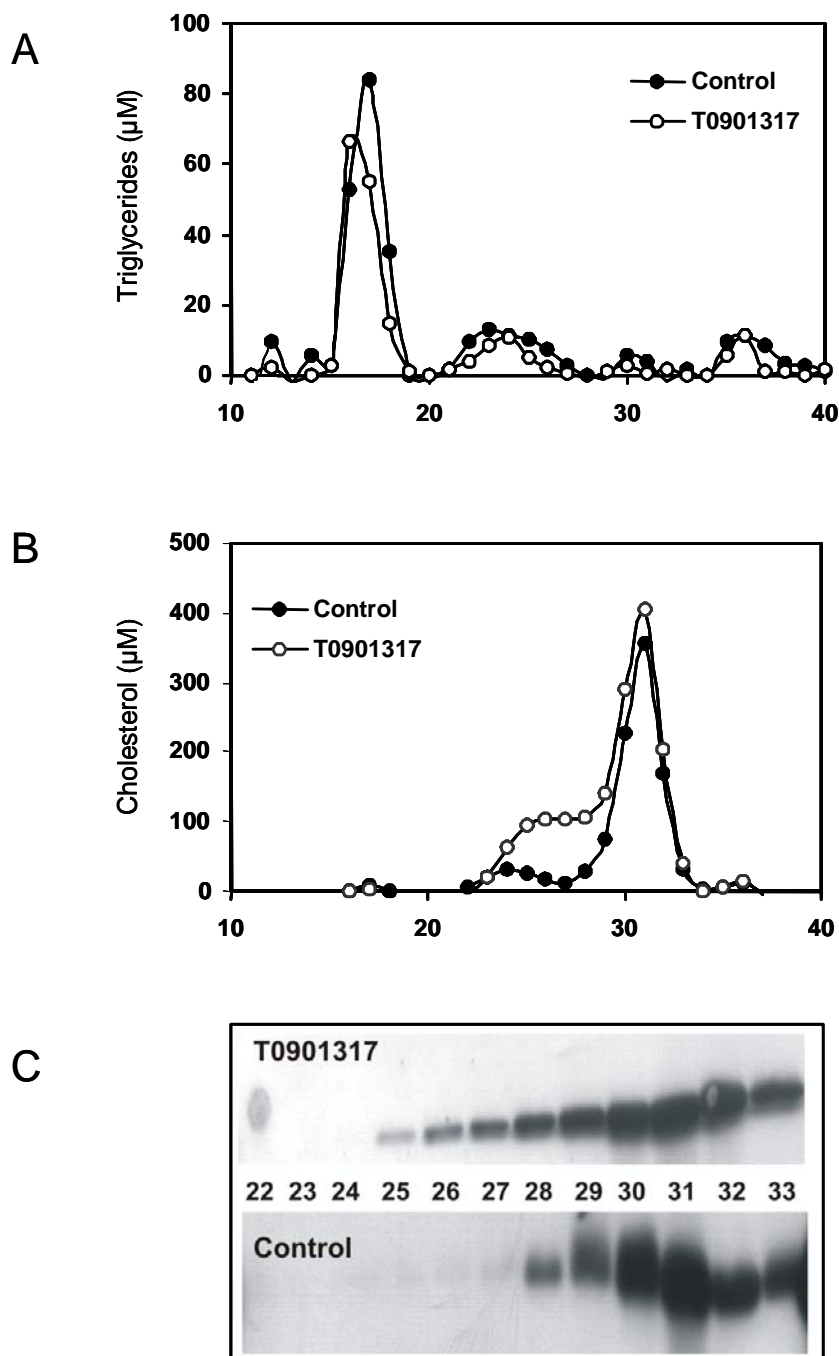 A
Triglycerides (µM)
100
80
60
40
20
0
Control
T0901317
10 20 30 40
B
Cholesterol (µM)
500
400
300
200
100
0
Control
T0901317
10 20 30 40
C
T0901317
22 23 24 25 26 27 28 29 30 31 32 33
Control